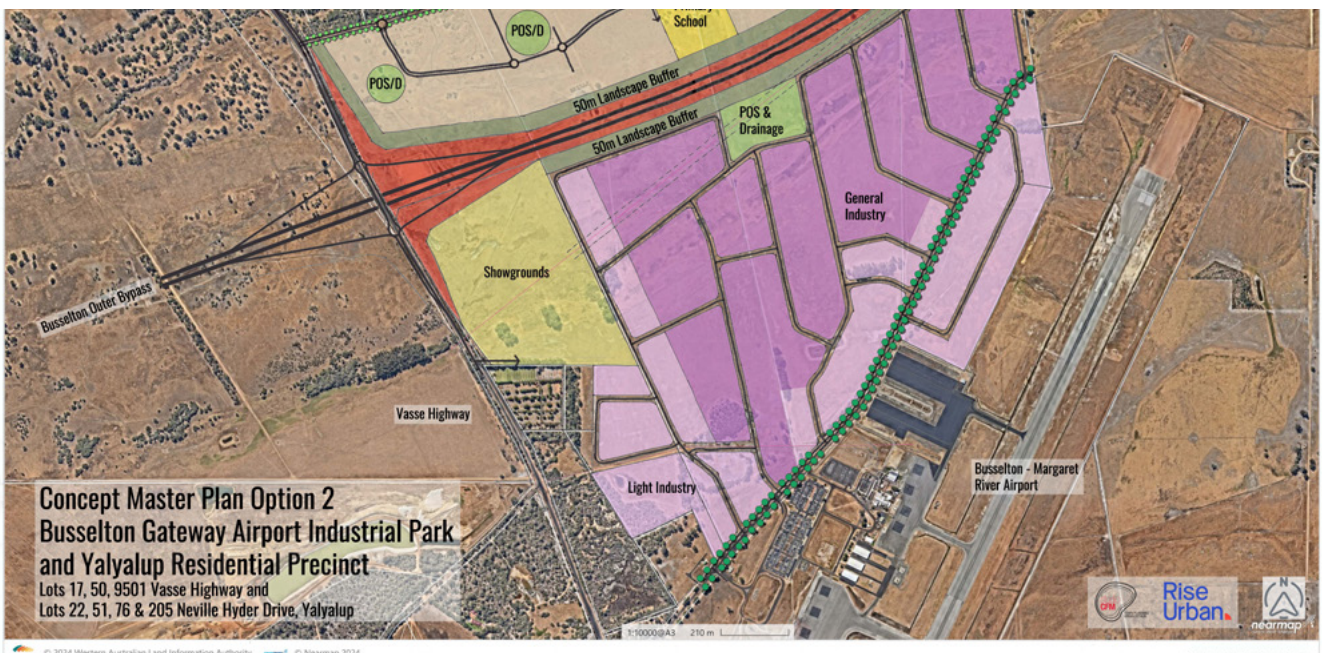 School
POS/D
POS/D
50m Landscape Buffer
50m Landscape Buffer
POS &
Drainage
General
Industry
Showgrounds
Busselton Outer Bypass
Vasse Highway
Light Industry
Busselton - Margaret
River Airport
Concept Master Plan Option 2
Busselton Gateway Airport Industrial Park
and Yalyalup Residential Precinct
Lots 17, 50, 9501 Vasse Highway and
Lots 22, 51, 76 & 205 Neville Hyder Drive, Yalyalup
CFM
Rise
Urban.
N
nearmap
1:10000@A3 210 m
© 2024 Western Australian Land Information Authority © Nearmap 2024